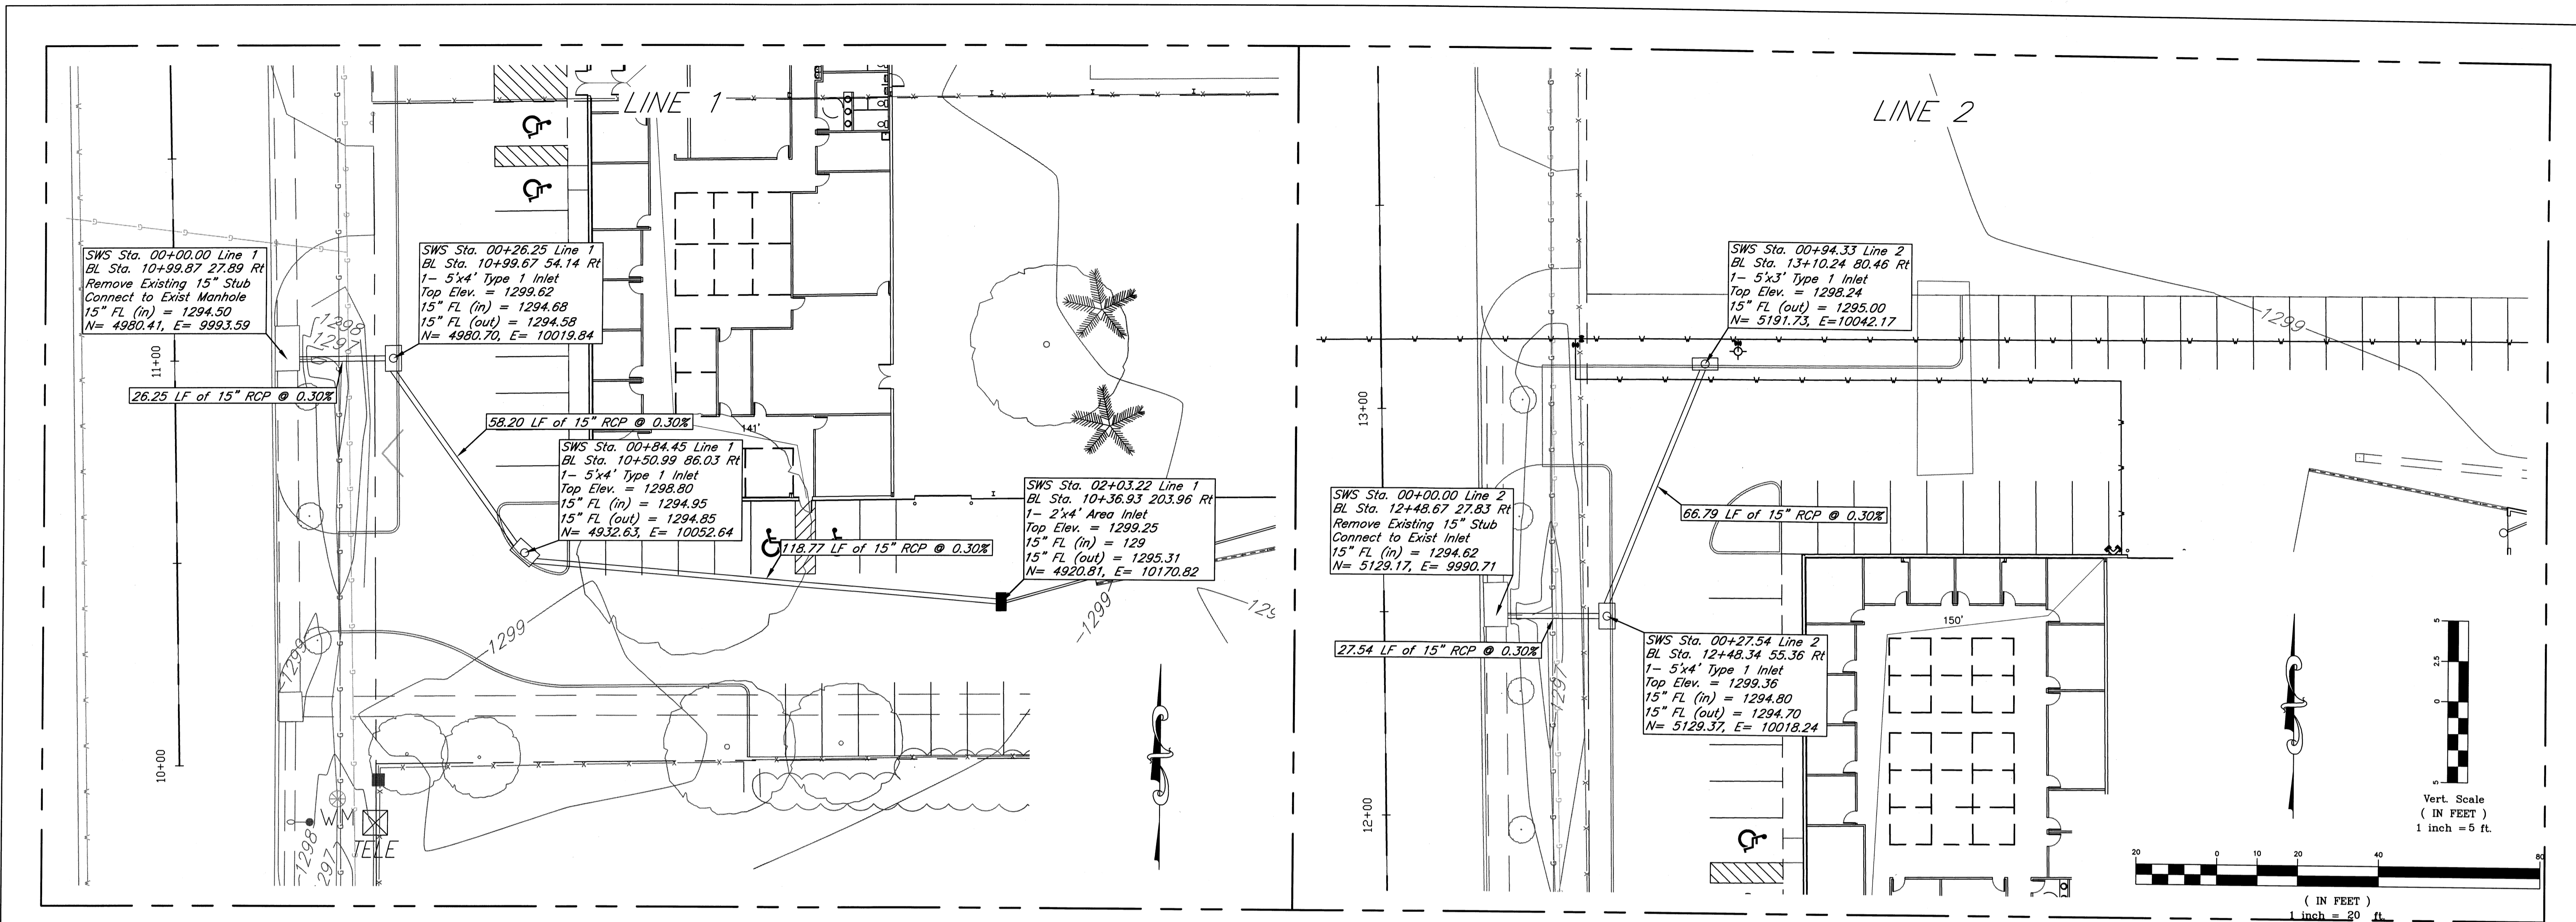 LINE 1
SWS Sta. 00+00.00 Line 1
BL Sta. 10+99.87 27.89 Rt
Remove Existing 15" Stub
Connect to Exist Manhole
15" FL (in) = 1294.50
N= 4980.41, E= 9993.59
SWS Sta. 00+26.25 Line 1
BL Sta. 10+99.67 54.14 Rt
1- 5'x4' Type 1 Inlet
Top Elev. = 1299.62
15" FL (in) = 1294.68
15" FL (out) = 1294.58
N= 4980.70, E= 10019.84
1298
1297
11+00
26.25 LF of 15" RCP @ 0.30%
58.20 LF of 15" RCP @ 0.30%
141'
SWS Sta. 00+84.45 Line 1
BL Sta. 10+50.99 86.03 Rt
1- 5'x4' Type 1 Inlet
Top Elev. = 1298.80
15" FL (in) = 1294.95
15" FL (out) = 1294.85
N= 4932.63, E= 10052.64
118.77 LF of 15" RCP @ 0.30%
SWS Sta. 02+03.22 Line 1
BL Sta. 10+36.93 203.96 Rt
1- 2'x4' Area Inlet
Top Elev. = 1299.25
15" FL (in) = 129
15" FL (out) = 1295.31
N= 4920.81, E= 10170.82
1299
1299
1299
129
10+00
WM
TELE
1298
1297
LINE 2
SWS Sta. 00+94.33 Line 2
BL Sta. 13+10.24 80.46 Rt
1- 5'x3' Type 1 Inlet
Top Elev. = 1298.24
15" FL (out) = 1295.00
N= 5191.73, E=10042.17
1299
13+00
SWS Sta. 00+00.00 Line 2
BL Sta. 12+48.67 27.83 Rt
Remove Existing 15" Stub
Connect to Exist Inlet
15" FL (in) = 1294.62
N= 5129.17, E= 9990.71
66.79 LF of 15" RCP @ 0.30%
27.54 LF of 15" RCP @ 0.30%
1297
SWS Sta. 00+27.54 Line 2
BL Sta. 12+48.34 55.36 Rt
1- 5'x4' Type 1 Inlet
Top Elev. = 1299.36
15" FL (in) = 1294.80
15" FL (out) = 1294.70
N= 5129.37, E= 10018.24
150'
12+00
5
2.5
0
5
Vert. Scale
( IN FEET )
1 inch = 5 ft.
20 0 10 20 40 80
( IN FEET )
1 inch = 20 ft.